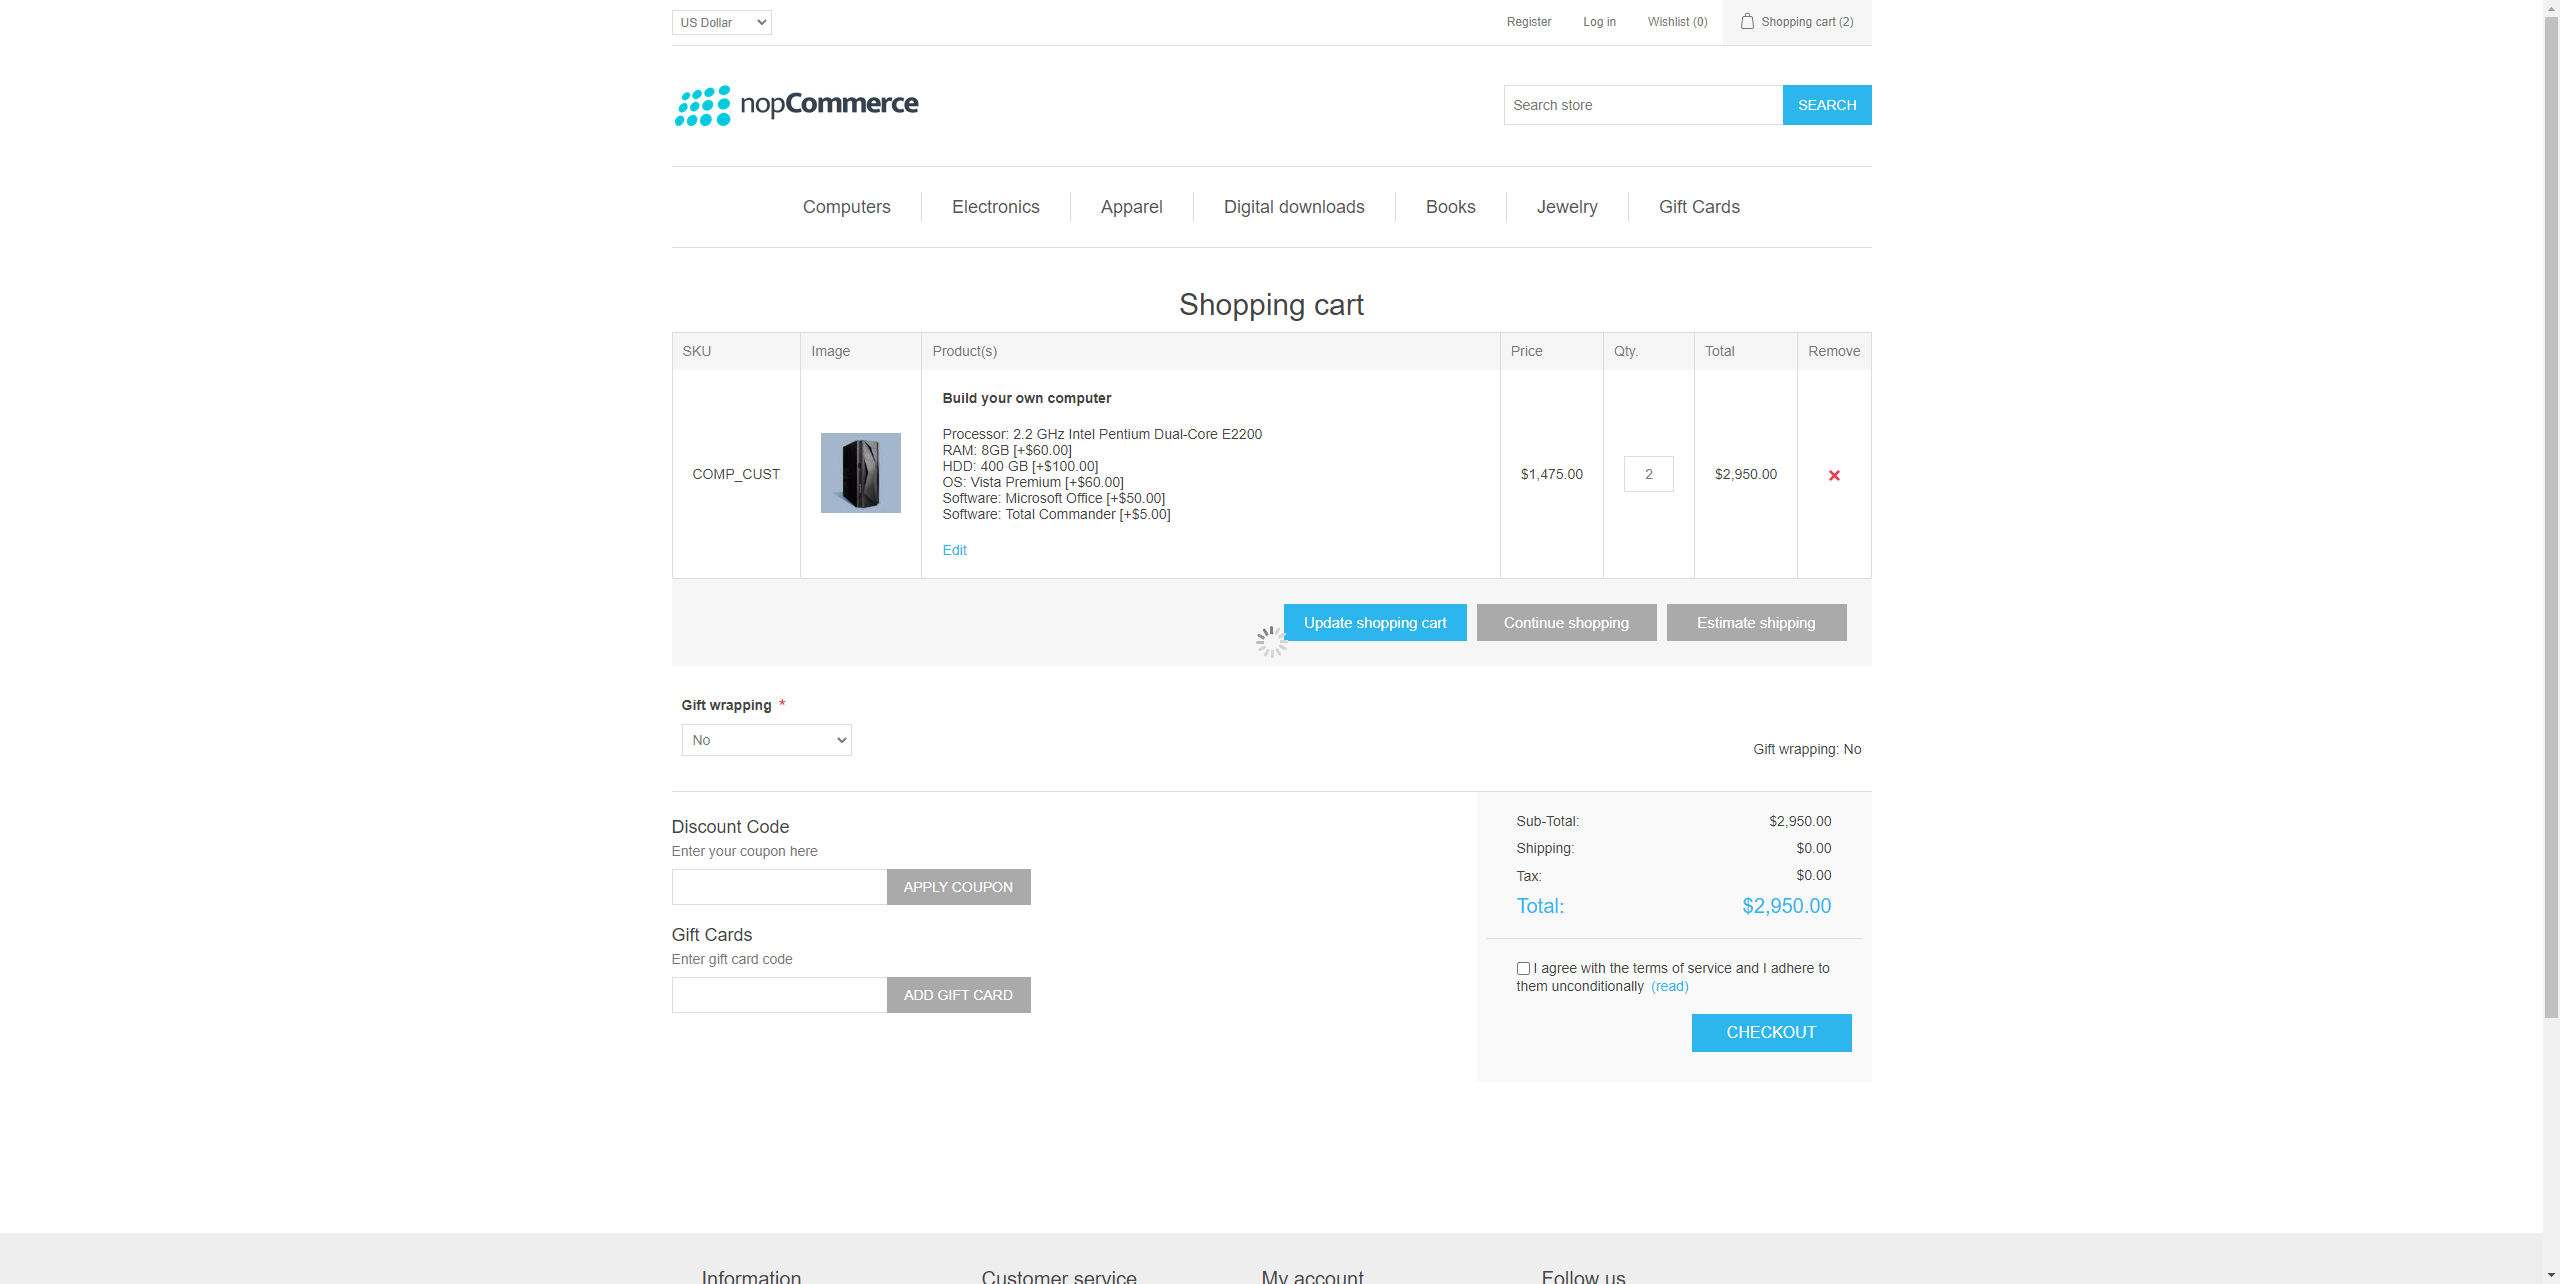 US Dollar
Register
Log in
Wishlist (0)
Shopping cart (2)
nopCommerce
Search store
SEARCH
Computers
Electronics
Apparel
Digital downloads
Books
Jewelry
Gift Cards
Shopping cart
SKU
Image
Product(s)
Price
Qty.
Total
Remove
COMP_CUST
Build your own computer
Processor: 2.2 GHz Intel Pentium Dual-Core E2200
RAM: 8GB [+$60.00]
HDD: 400 GB [+$100.00]
OS: Vista Premium [+$60.00]
Software: Microsoft Office [+$50.00]
Software: Total Commander [+$5.00]
Edit
$1,475.00
2
$2,950.00
Update shopping cart
Continue shopping
Estimate shipping
Gift wrapping *
No
Gift wrapping: No
Discount Code
Enter your coupon here
APPLY COUPON
Gift Cards
Enter gift card code
ADD GIFT CARD
Sub-Total: $2,950.00
Shipping: $0.00
Tax: $0.00
Total: $2,950.00
I agree with the terms of service and I adhere to
them unconditionally (read)
CHECKOUT
Information
Customer service
My account
Follow us